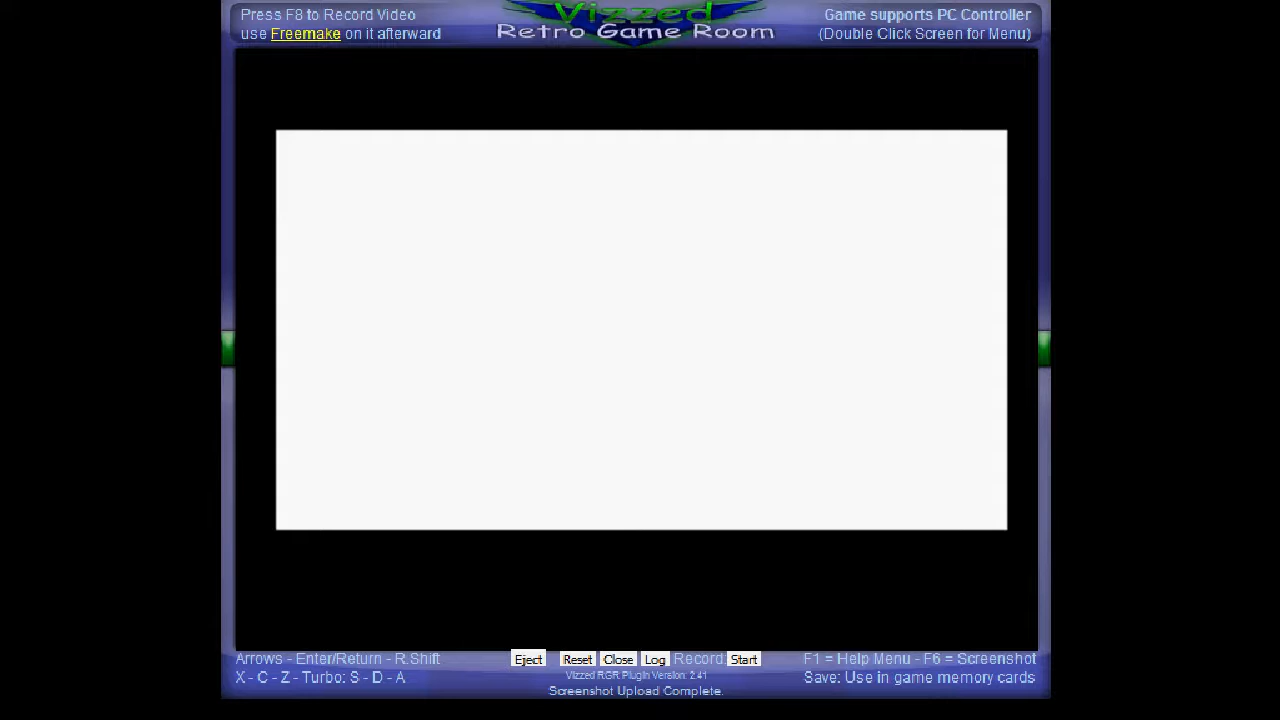 Press F8 to Record Video
use Freemake on it afterward
Vizzed
Retro Game Room
Game supports PC Controller
(Double Click Screen for Menu)
Arrows - Enter/Return - R.Shift
X - C - Z - Turbo: S - D - A
Eject Reset Close Log Record: Start
Vizzed RGR Plugin Version: 2.41
Screenshot Upload Complete.
F1 = Help Menu - F6 = Screenshot
Save: Use in game memory cards